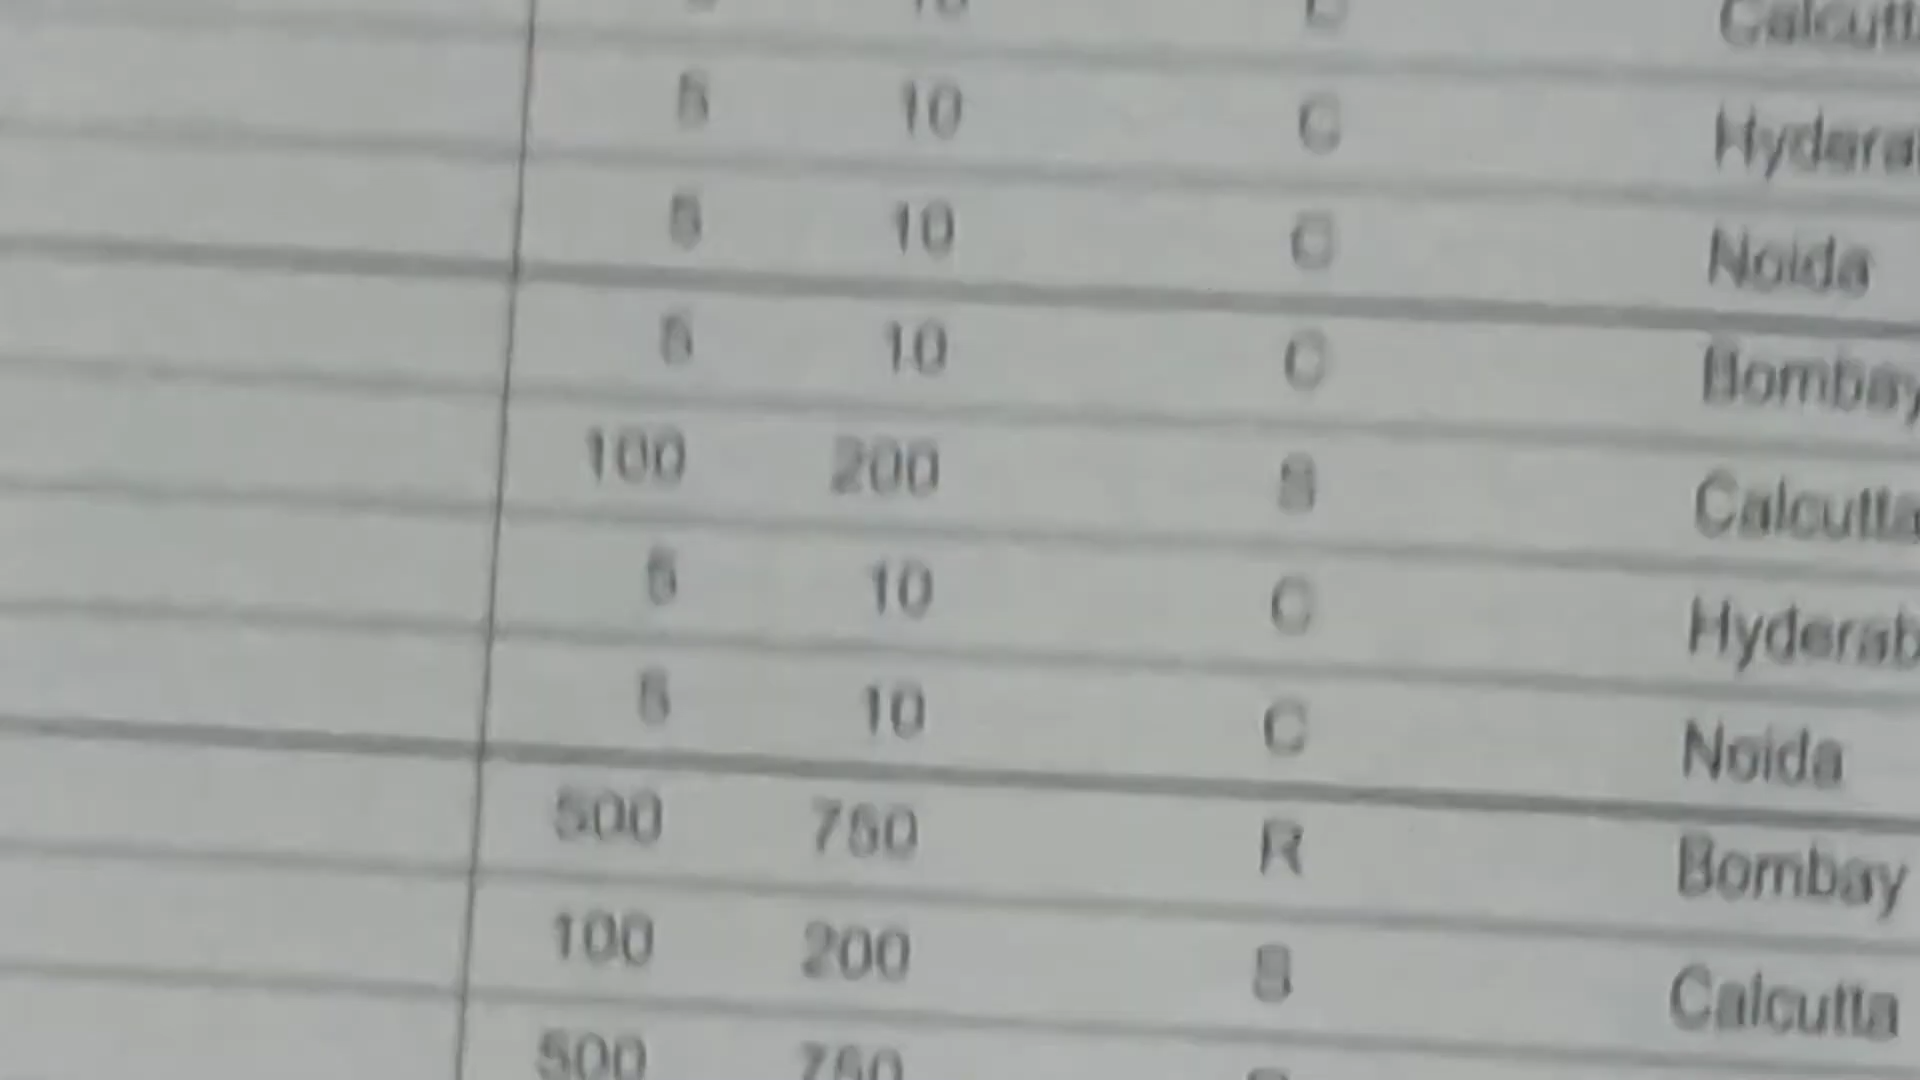 10 C Calcutt
5 10 C Hydera
5 10 C Noida
5 10 C Bombay
100 200 S Calcutta
5 10 C Hyderab
5 10 C Noida
500 750 R Bombay
100 200 S Calcutta
500 750